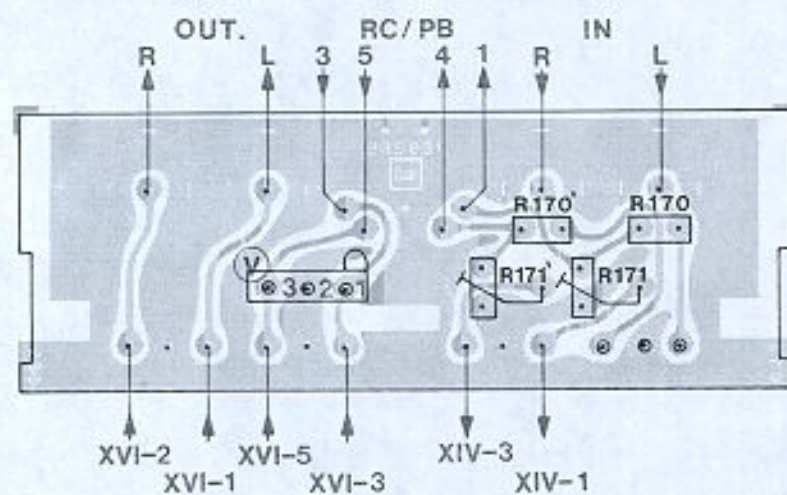 OUT. RC/PB IN
R L 3 5 4 1 R L
R170' R170
V
3 2 1
R171' R171
XVI-2 XVI-5 XIV-3
XVI-1 XVI-3 XIV-1